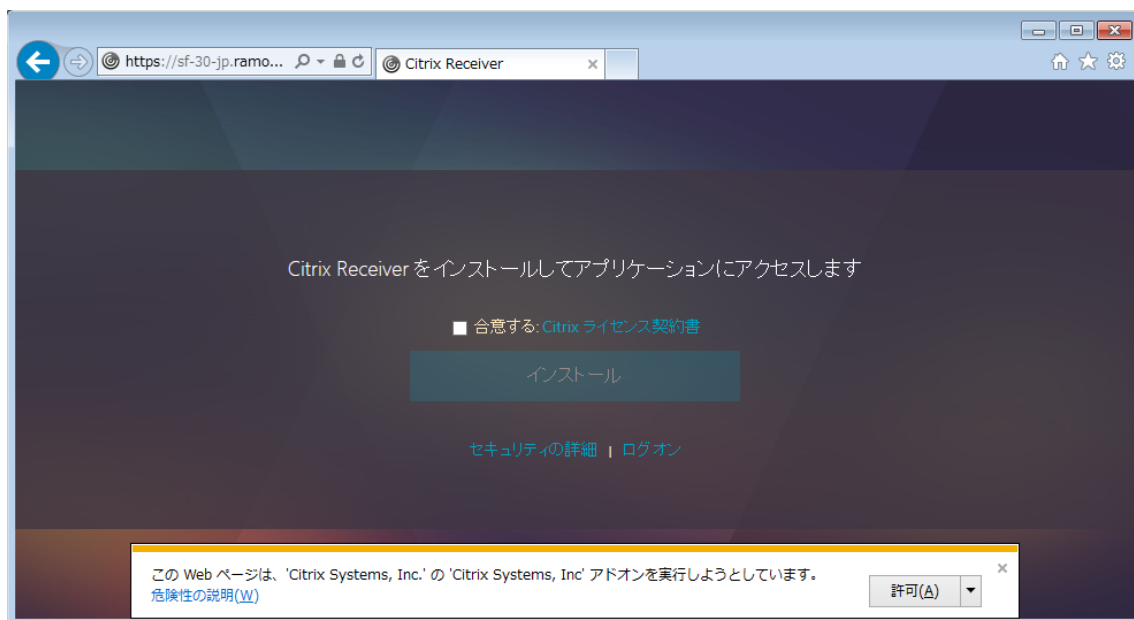 https://sf-30-jp.ramo...
Citrix Receiver
Citrix Receiver をインストールしてアプリケーションにアクセスします
合意する: Citrix ライセンス契約書
インストール
セキュリティの詳細 | ログオン
この Web ページは、'Citrix Systems, Inc.' の 'Citrix Systems, Inc' アドオンを実行しようとしています。
危険性の説明(W)
許可(A)